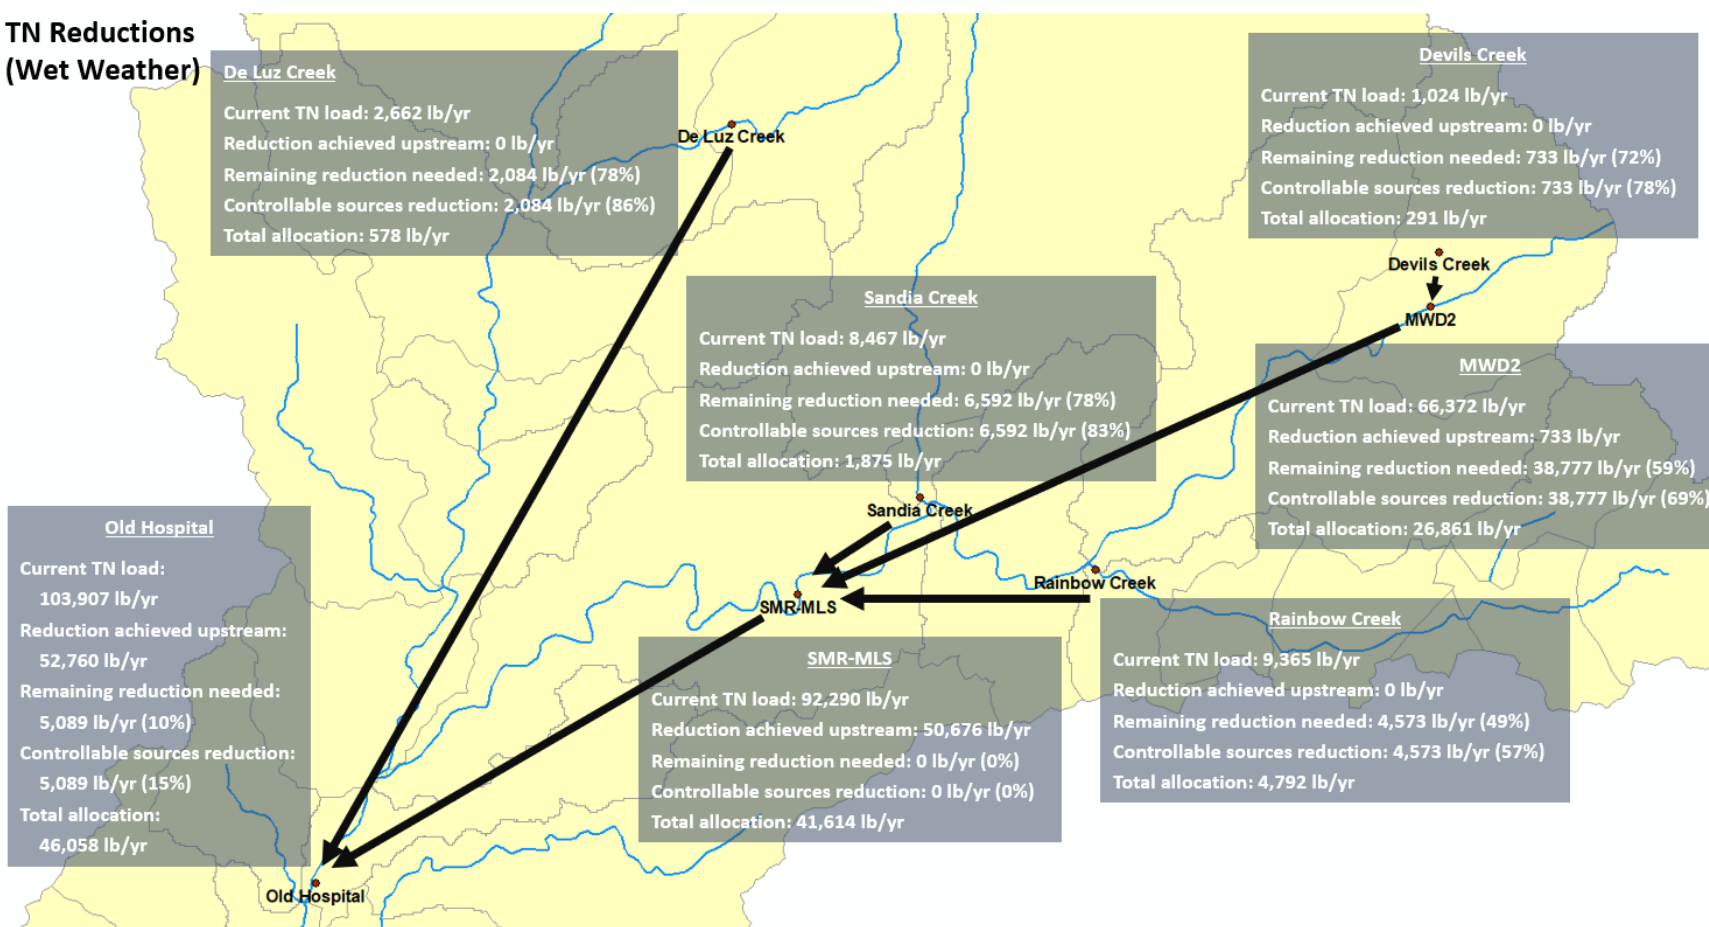 TN Reductions
(Wet Weather)
De Luz Creek
Current TN load: 2,662 lb/yr
Reduction achieved upstream: 0 lb/yr
Remaining reduction needed: 2,084 lb/yr (78%)
Controllable sources reduction: 2,084 lb/yr (86%)
Total allocation: 578 lb/yr
De Luz Creek
Devils Creek
Current TN load: 1,024 lb/yr
Reduction achieved upstream: 0 lb/yr
Remaining reduction needed: 733 lb/yr (72%)
Controllable sources reduction: 733 lb/yr (78%)
Total allocation: 291 lb/yr
Devils Creek
MWD2
Sandia Creek
Current TN load: 8,467 lb/yr
Reduction achieved upstream: 0 lb/yr
Remaining reduction needed: 6,592 lb/yr (78%)
Controllable sources reduction: 6,592 lb/yr (83%)
Total allocation: 1,875 lb/yr
Sandia Creek
MWD2
Current TN load: 66,372 lb/yr
Reduction achieved upstream: 733 lb/yr
Remaining reduction needed: 38,777 lb/yr (59%)
Controllable sources reduction: 38,777 lb/yr (69%)
Total allocation: 26,861 lb/yr
Old Hospital
Current TN load:
103,907 lb/yr
Reduction achieved upstream:
52,760 lb/yr
Remaining reduction needed:
5,089 lb/yr (10%)
Controllable sources reduction:
5,089 lb/yr (15%)
Total allocation:
46,058 lb/yr
Old Hospital
Rainbow Creek
SMR-MLS
SMR-MLS
Current TN load: 92,290 lb/yr
Reduction achieved upstream: 50,676 lb/yr
Remaining reduction needed: 0 lb/yr (0%)
Controllable sources reduction: 0 lb/yr (0%)
Total allocation: 41,614 lb/yr
Rainbow Creek
Current TN load: 9,365 lb/yr
Reduction achieved upstream: 0 lb/yr
Remaining reduction needed: 4,573 lb/yr (49%)
Controllable sources reduction: 4,573 lb/yr (57%)
Total allocation: 4,792 lb/yr